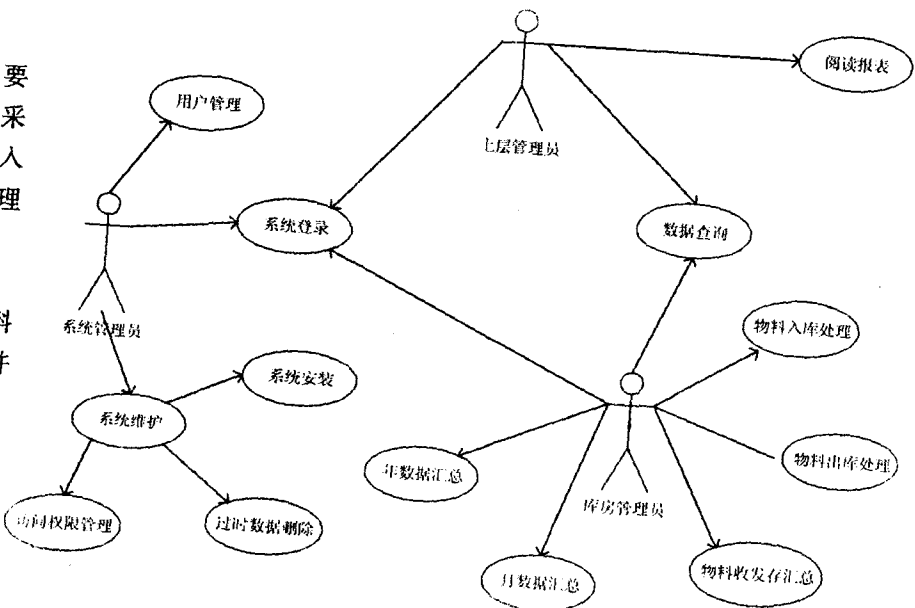 要
采
入
理
料
件
阅读报表
用户管理
上层管理员
系统登录
数据查询
系统管理员
物料入库处理
系统安装
系统维护
年数据汇总
物料出库处理
库房管理员
访问权限管理
过时数据删除
月数据汇总
物料收发存汇总